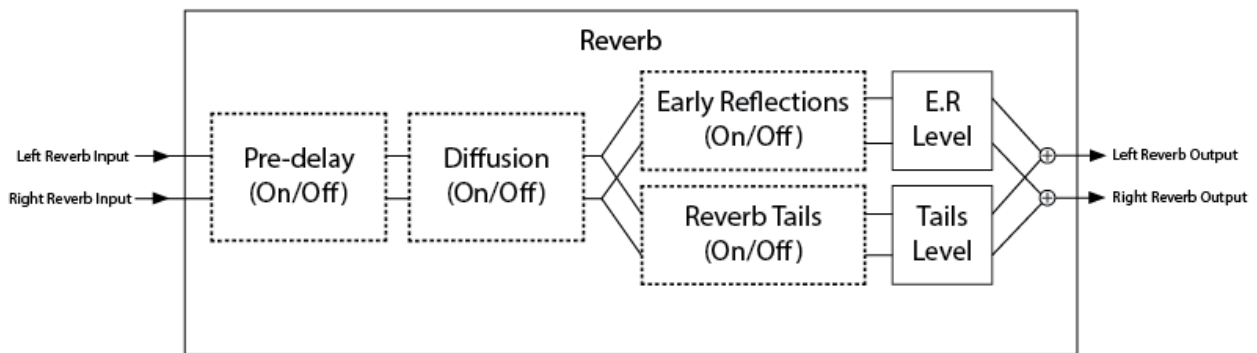 Reverb
Left Reverb Input
Right Reverb Input
Pre-delay
(On/Off)
Diffusion
(On/Off)
Early Reflections
(On/Off)
E.R
Level
Reverb Tails
(On/Off)
Tails
Level
Left Reverb Output
Right Reverb Output